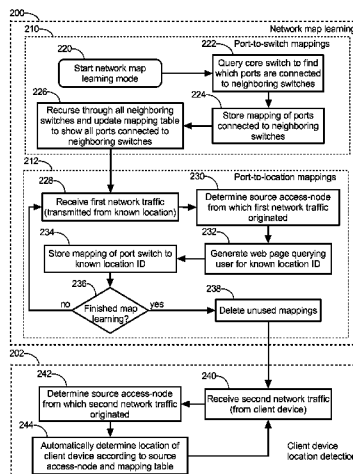 200
Network map learning
210
Port-to-switch mappings
220
Start network map
learning mode
222
Query core switch to find
which ports are connected
to neighboring switches
226
Recurse through all neighboring
switches and update mapping table
to show all ports connected to
neighboring switches
224
Store mapping of ports
connected to neighboring
switches
212
Port-to-location mappings
228
Receive first network traffic
(transmitted from known location)
230
Determine source access-node
from which first network traffic
originated
234
Store mapping of port switch to
known location ID
232
Generate web page querying
user for known location ID
236
no
Finished map
learning?
yes
238
Delete unused mappings
202
242
Determine source access-node
from which second network traffic
originated
240
Receive second network traffic
(from client device)
244
Automatically determine location of
client device according to source
access-node and mapping table
Client device
location detection